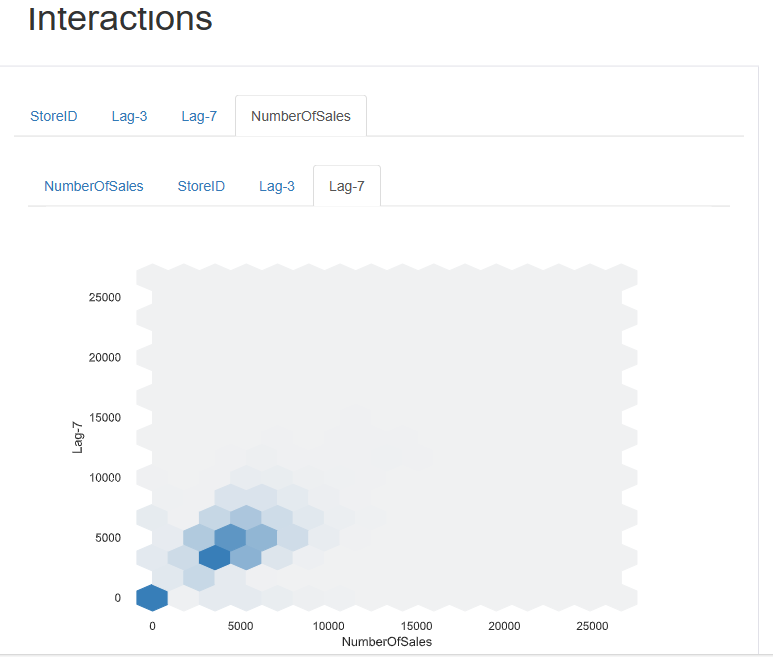 Interactions
StoreID Lag-3 Lag-7 NumberOfSales
NumberOfSales StoreID Lag-3 Lag-7
25000
20000
15000
10000
5000
0
Lag-7
0 5000 10000 15000 20000 25000
NumberOfSales